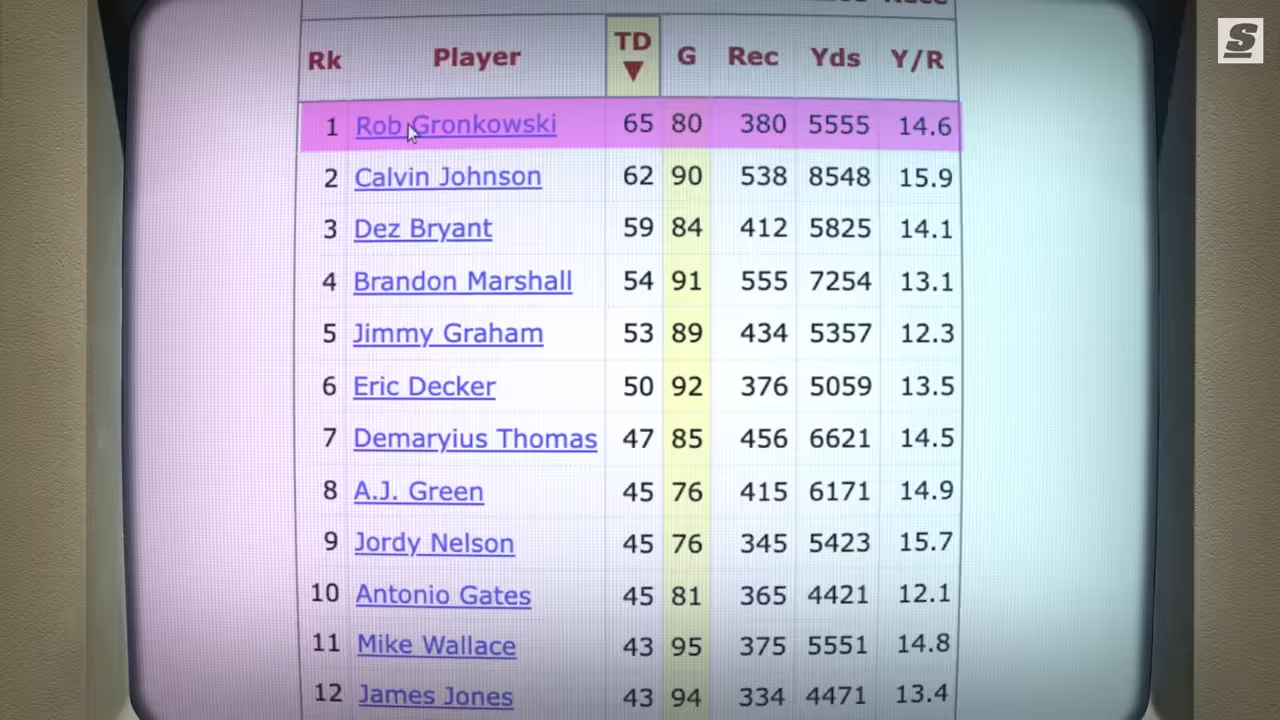 Rk Player TD ▼ G Rec Yds Y/R
1 Rob Gronkowski 65 80 380 5555 14.6
2 Calvin Johnson 62 90 538 8548 15.9
3 Dez Bryant 59 84 412 5825 14.1
4 Brandon Marshall 54 91 555 7254 13.1
5 Jimmy Graham 53 89 434 5357 12.3
6 Eric Decker 50 92 376 5059 13.5
7 Demaryius Thomas 47 85 456 6621 14.5
8 A.J. Green 45 76 415 6171 14.9
9 Jordy Nelson 45 76 345 5423 15.7
10 Antonio Gates 45 81 365 4421 12.1
11 Mike Wallace 43 95 375 5551 14.8
12 James Jones 43 94 334 4471 13.4
S